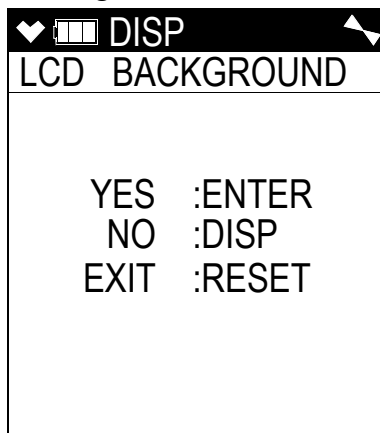 DISP
LCD BACKGROUND
YES :ENTER
NO :DISP
EXIT :RESET